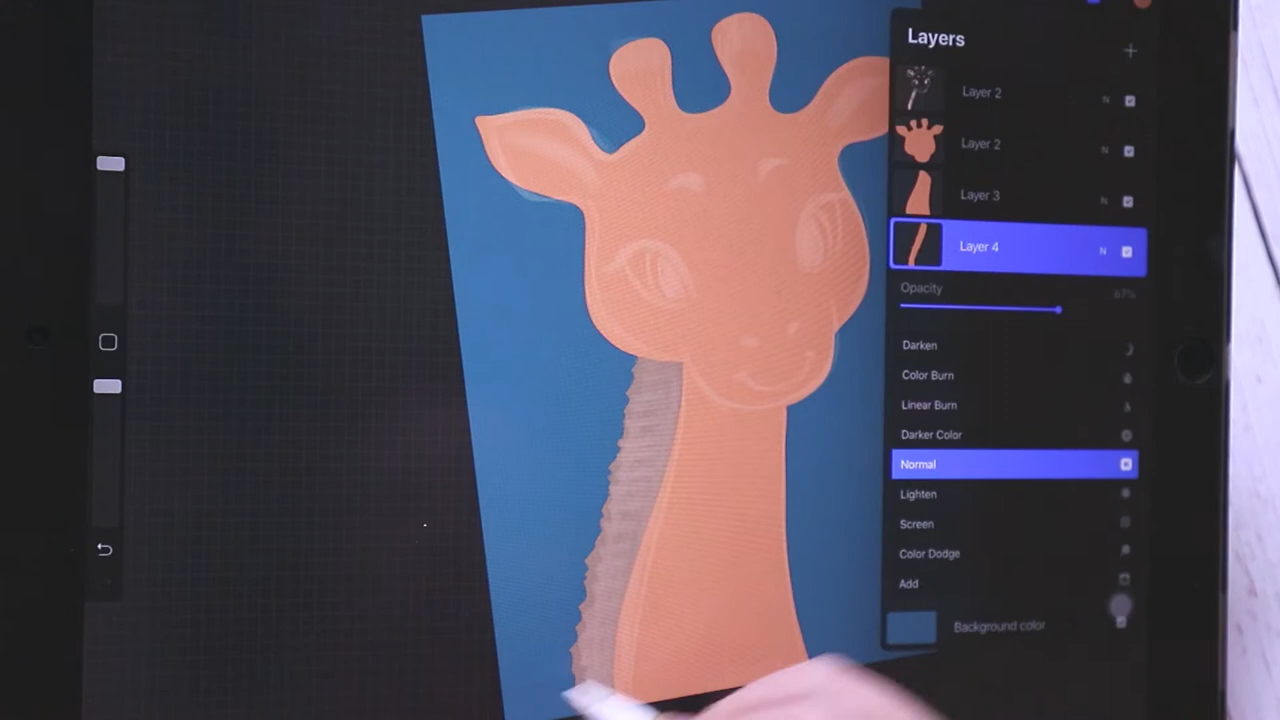 Layers
Layer 2 N
Layer 2 N
Layer 3 N
Layer 4 N
Opacity 67%
Darken
Color Burn
Linear Burn
Darker Color
Normal
Lighten
Screen
Color Dodge
Add
Background color